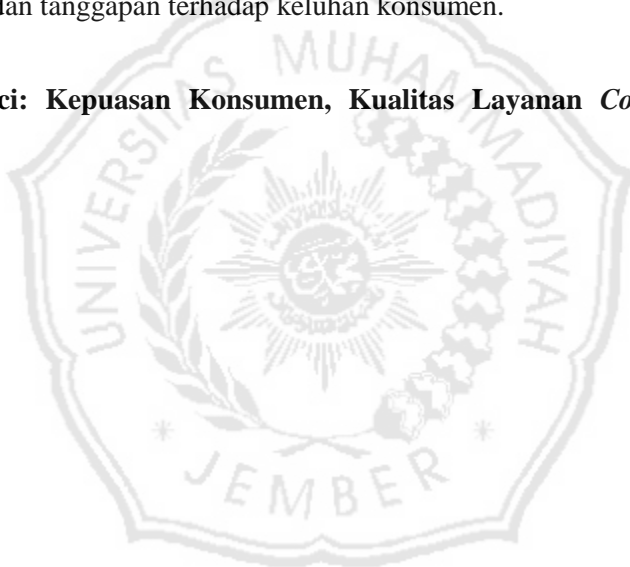 dan tanggapan terhadap keluhan konsumen.
ci: Kepuasan Konsumen, Kualitas Layanan Co
UNIVERSITAS MUHAMMADIYAH
JEMBER